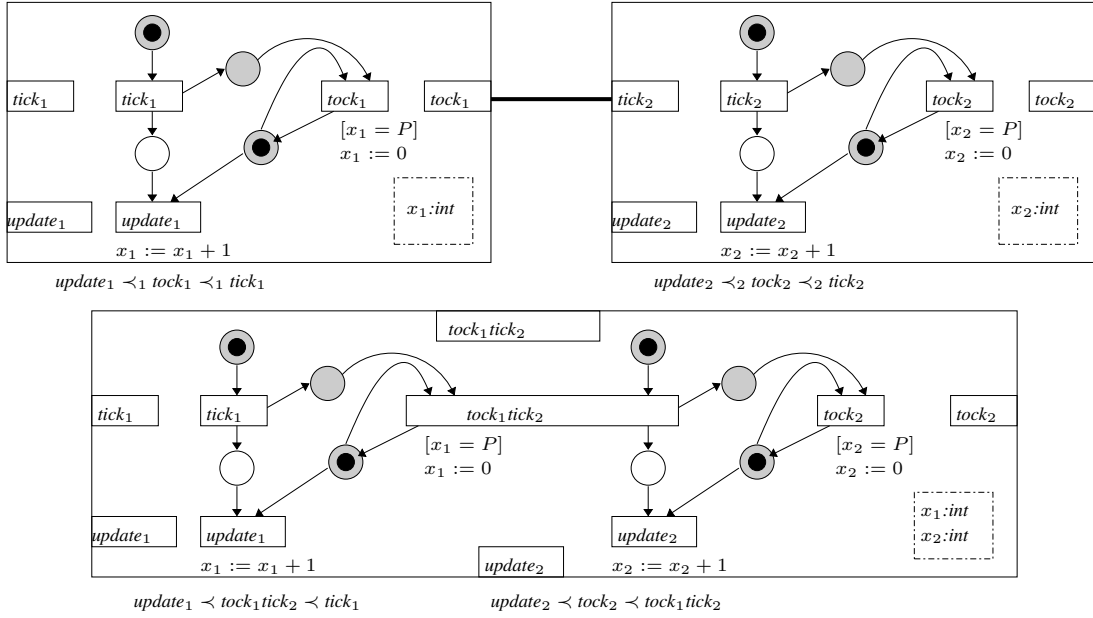 tick₁ tick₁ tock₁ tock₁ tick₂ tick₂ tock₂ tock₂
[x₁ = P] [x₂ = P]
x₁ := 0 x₂ := 0
x₁:int x₂:int
update₁ update₁ update₂ update₂
x₁ := x₁ + 1 x₂ := x₂ + 1
update₁ ≺₁ tock₁ ≺₁ tick₁ update₂ ≺₂ tock₂ ≺₂ tick₂
tock₁tick₂
tick₁ tick₁ tock₁tick₂ tock₂ tock₂
[x₁ = P] [x₂ = P]
x₁ := 0 x₂ := 0
x₁:int
update₁ update₁ update₂ x₂:int
x₁ := x₁ + 1 update₂ x₂ := x₂ + 1
update₁ ≺ tock₁tick₂ ≺ tick₁ update₂ ≺ tock₂ ≺ tock₁tick₂